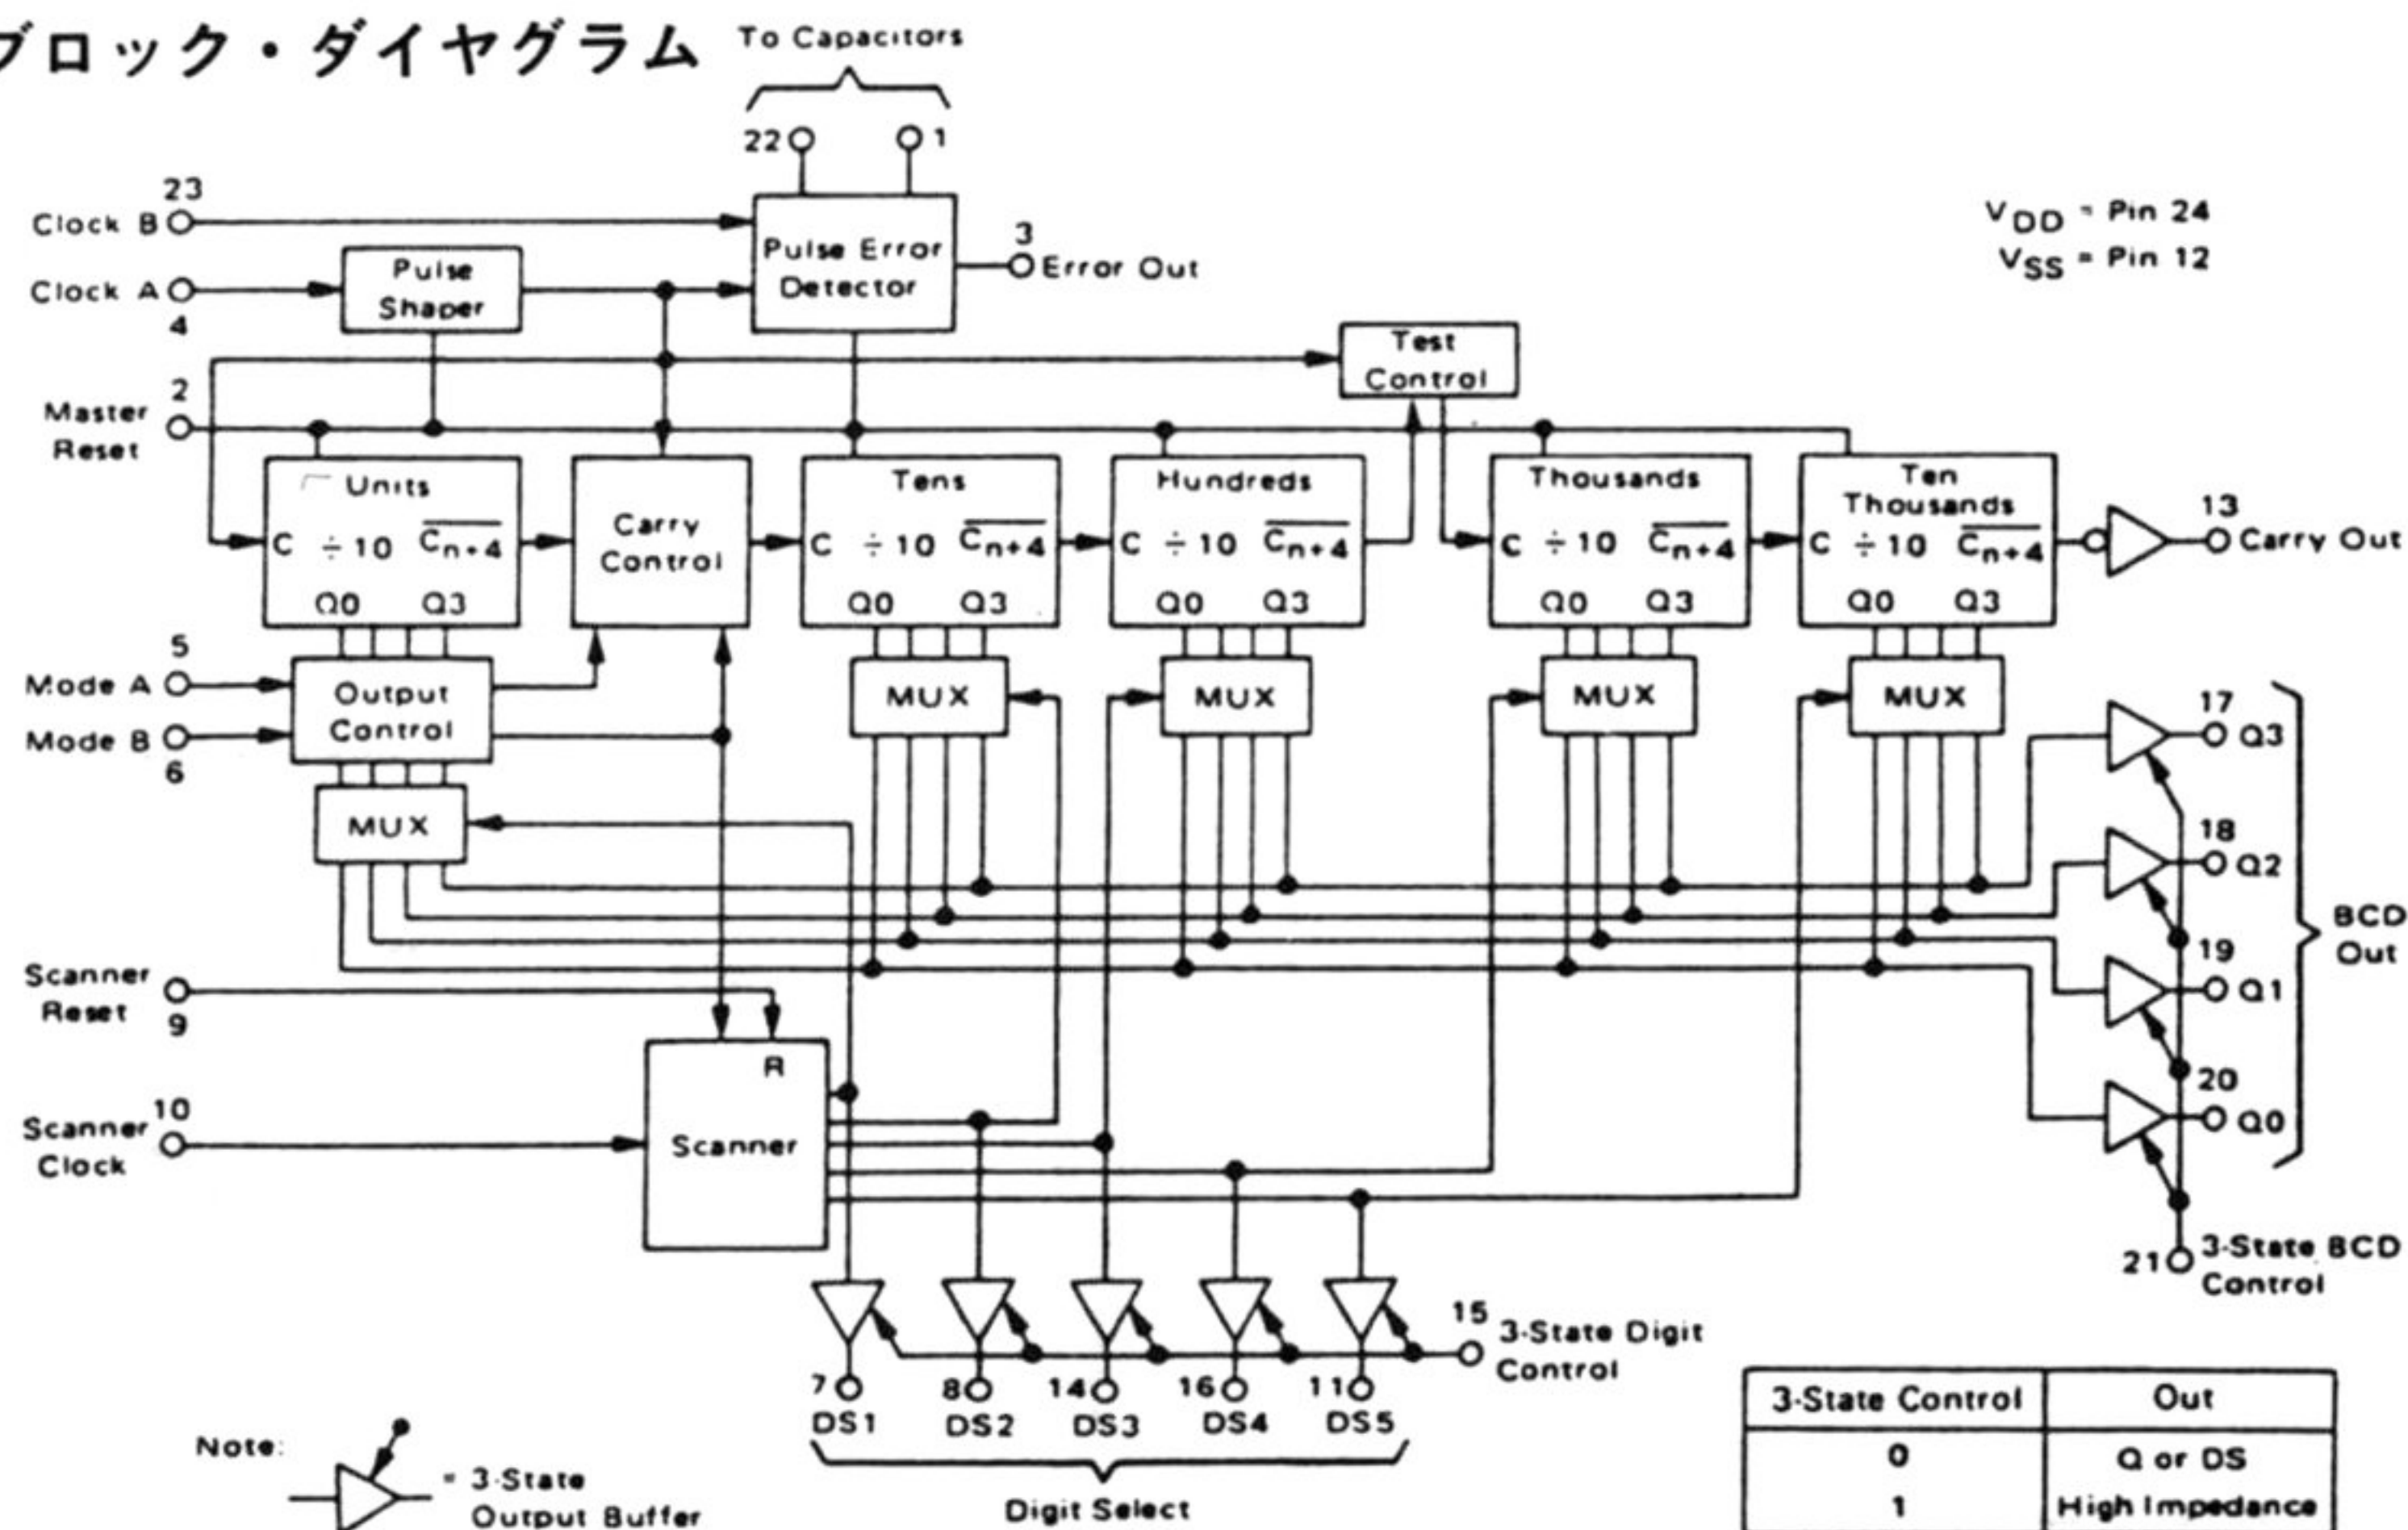 ブロック・ダイヤグラム
To Capacitors
22
1
23
Clock B
Pulse Error
Detector
3
Error Out
VDD = Pin 24
VSS = Pin 12
Clock A
4
Pulse
Shaper
Test
Control
2
Master
Reset
Units
C ÷10 C̅n+4
Q0 Q3
Carry
Control
Tens
C ÷10 C̅n+4
Q0 Q3
Hundreds
C ÷10 C̅n+4
Q0 Q3
Thousands
C ÷10 C̅n+4
Q0 Q3
Ten
Thousands
C ÷10 C̅n+4
Q0 Q3
13
Carry Out
5
Mode A
Mode B
6
Output
Control
MUX
MUX
MUX
MUX
MUX
17
Q3
18
Q2
19
Q1
20
Q0
BCD
Out
Scanner
Reset
9
R
Scanner
10
Scanner
Clock
21
3-State BCD
Control
15
3-State Digit
Control
7
8
14
16
11
DS1
DS2
DS3
DS4
DS5
Digit Select
Note:
= 3-State
Output Buffer
3-State Control Out
0 Q or DS
1 High Impedance